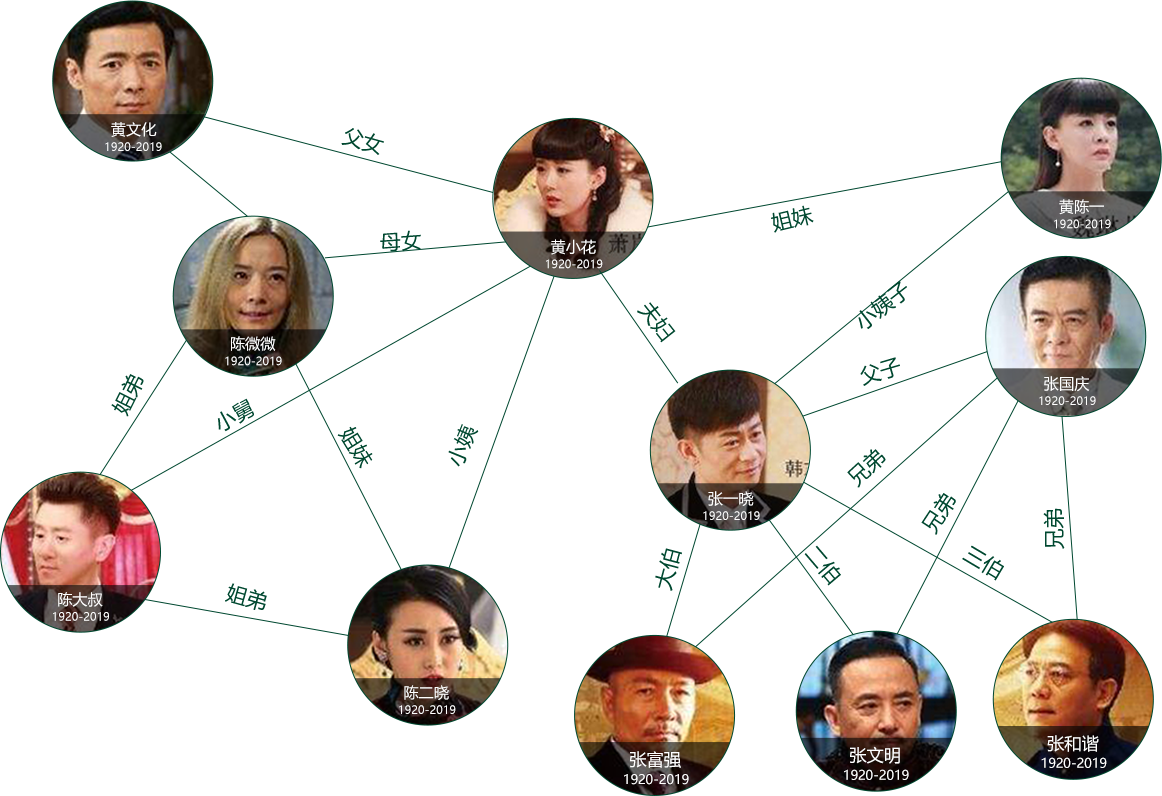 黄文化
1920-2019
父女
黄小花
1920-2019
黄陈一
1920-2019
姐妹
母女
陈微微
1920-2019
夫妇
小姨子
父子
张国庆
1920-2019
姐弟
小舅
姐妹
小姨
韩
张一晓
1920-2019
兄弟
兄弟
兄弟
陈大叔
1920-2019
姐弟
大伯
二伯
三伯
陈二晓
1920-2019
张富强
1920-2019
张文明
1920-2019
张和谐
1920-2019